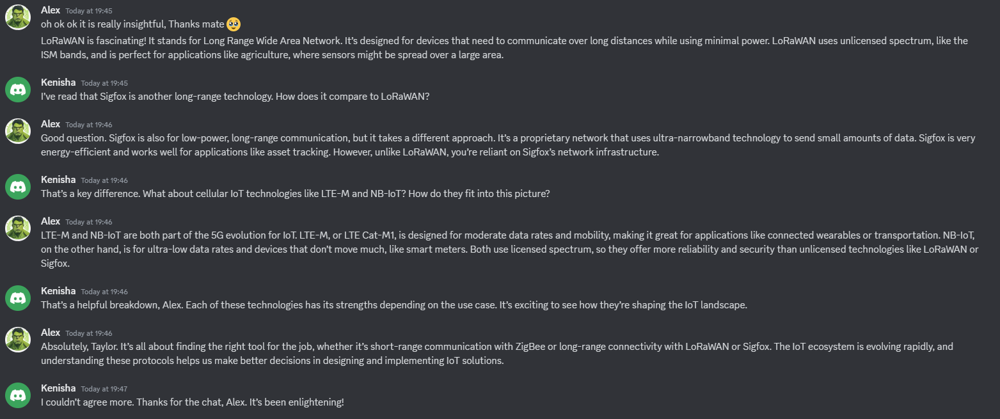 Alex Today at 19:45
oh ok ok it is really insightful, Thanks mate 🥹
LoRaWAN is fascinating! It stands for Long Range Wide Area Network. It’s designed for devices that need to communicate over long distances while using minimal power. LoRaWAN uses unlicensed spectrum, like the
ISM bands, and is perfect for applications like agriculture, where sensors might be spread over a large area.
Kenisha Today at 19:45
I’ve read that Sigfox is another long-range technology. How does it compare to LoRaWAN?
Alex Today at 19:46
Good question. Sigfox is also for low-power, long-range communication, but it takes a different approach. It’s a proprietary network that uses ultra-narrowband technology to send small amounts of data. Sigfox is very
energy-efficient and works well for applications like asset tracking. However, unlike LoRaWAN, you’re reliant on Sigfox’s network infrastructure.
Kenisha Today at 19:46
That’s a key difference. What about cellular IoT technologies like LTE-M and NB-IoT? How do they fit into this picture?
Alex Today at 19:46
LTE-M and NB-IoT are both part of the 5G evolution for IoT. LTE-M, or LTE Cat-M1, is designed for moderate data rates and mobility, making it great for applications like connected wearables or transportation. NB-IoT,
on the other hand, is for ultra-low data rates and devices that don’t move much, like smart meters. Both use licensed spectrum, so they offer more reliability and security than unlicensed technologies like LoRaWAN or
Sigfox.
Kenisha Today at 19:46
That’s a helpful breakdown, Alex. Each of these technologies has its strengths depending on the use case. It’s exciting to see how they’re shaping the IoT landscape.
Alex Today at 19:46
Absolutely, Taylor. It’s all about finding the right tool for the job, whether it’s short-range communication with ZigBee or long-range connectivity with LoRaWAN or Sigfox. The IoT ecosystem is evolving rapidly, and
understanding these protocols helps us make better decisions in designing and implementing IoT solutions.
Kenisha Today at 19:47
I couldn’t agree more. Thanks for the chat, Alex. It’s been enlightening!